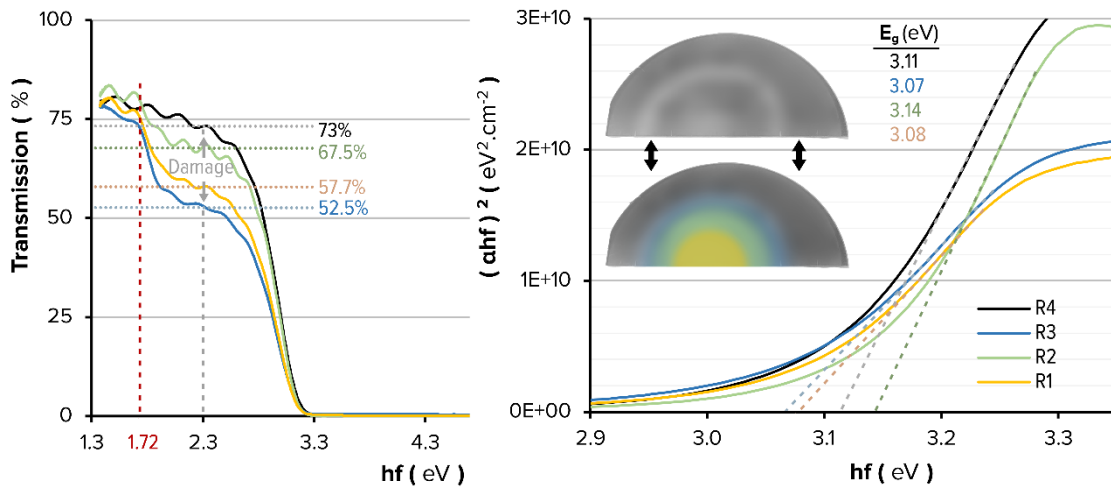 Transmission ( % )
100
75
50
25
0
73%
67.5%
Damage
57.7%
52.5%
1.3
1.72
2.3
3.3
4.3
hf ( eV )
( αhf ) ² ( eV².cm⁻² )
3E+10
2E+10
1E+10
0E+00
Eg (eV)
3.11
3.07
3.14
3.08
R4
R3
R2
R1
2.9
3.0
3.1
3.2
3.3
hf ( eV )